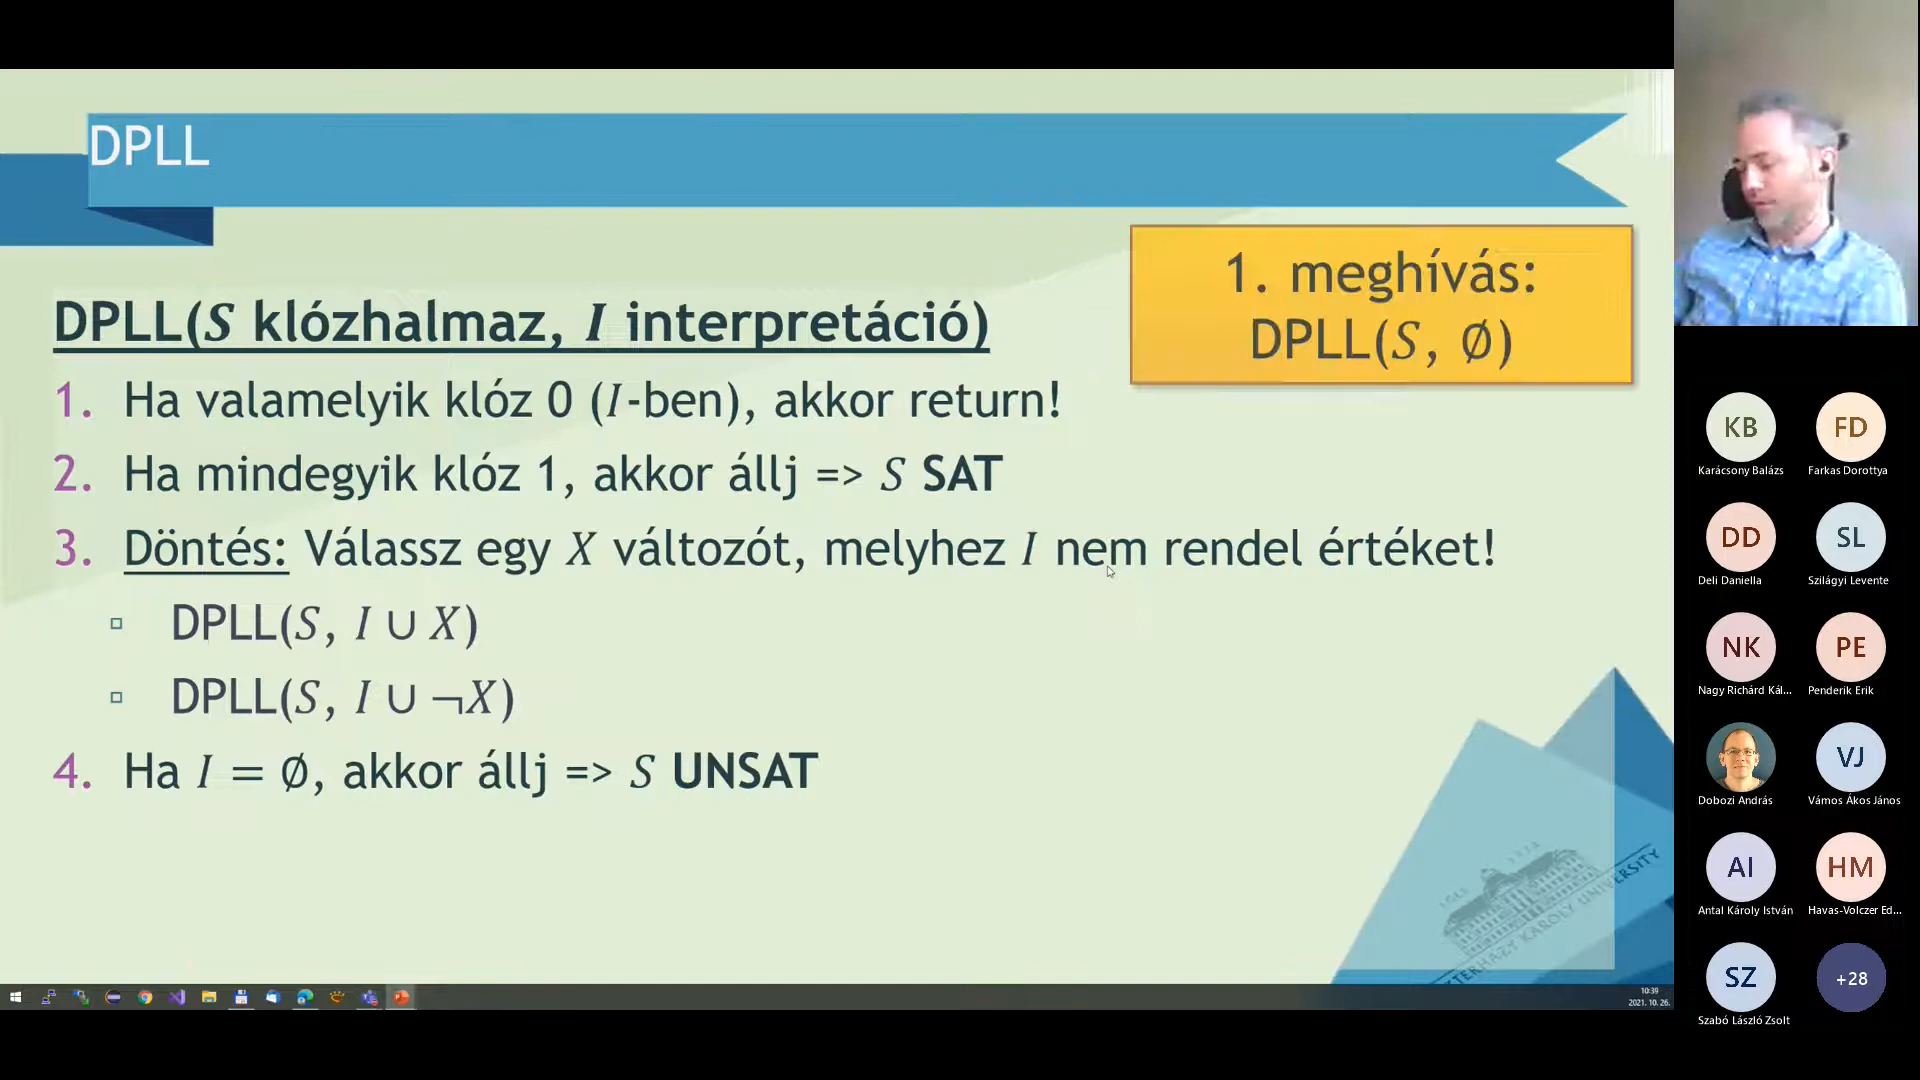 DPLL
1. meghívás:
DPLL(S, ∅)
DPLL(S klózhalmaz, I interpretáció)
1. Ha valamelyik klóz 0 (I-ben), akkor return!
2. Ha mindegyik klóz 1, akkor állj => S SAT
3. Döntés: Válassz egy X változót, melyhez I nem rendel értéket!
▫ DPLL(S, I ∪ X)
▫ DPLL(S, I ∪ ¬X)
4. Ha I = ∅, akkor állj => S UNSAT
KÁROLY UNIVERSITY
10:39
2021. 10. 26.
KB
Karácsony Balázs
FD
Farkas Dorottya
DD
Deli Daniella
SL
Szilágyi Levente
NK
Nagy Richárd Kál...
PE
Penderik Erik
Dobozi András
VJ
Vámos Ákos János
AI
Antal Károly István
HM
Havas-Volczer Ed...
SZ
Szabó László Zsolt
+28